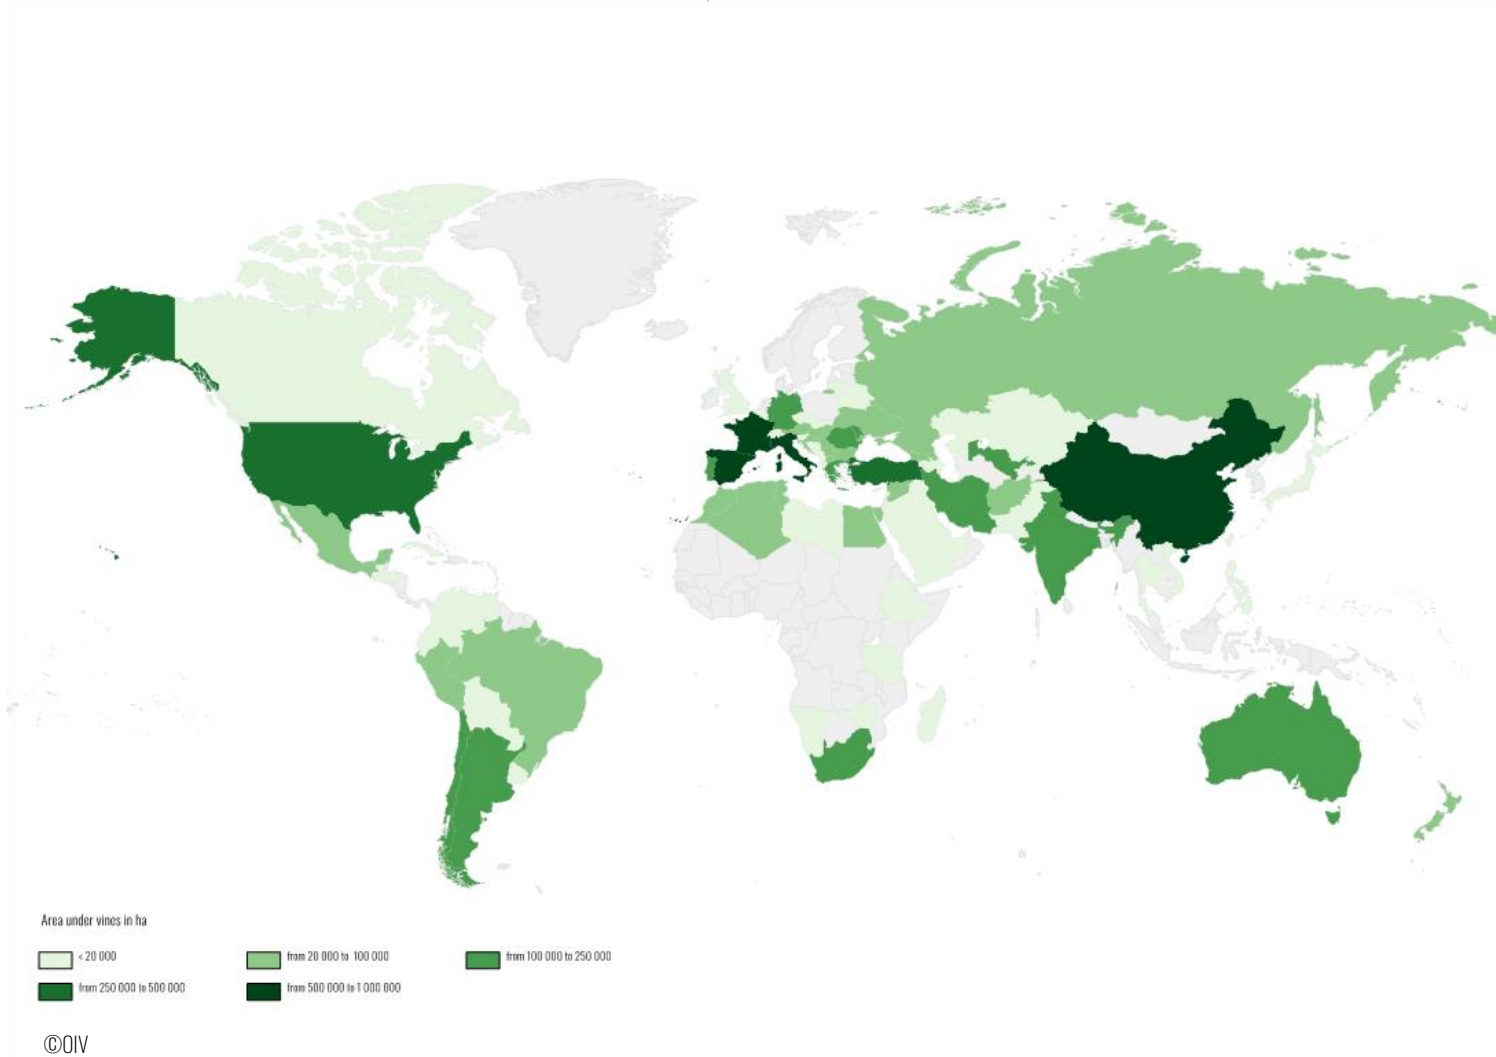 Area under vines in ha
< 20 000
from 20 000 to 100 000
from 100 000 to 250 000
from 250 000 to 500 000
from 500 000 to 1 000 000
©OIV